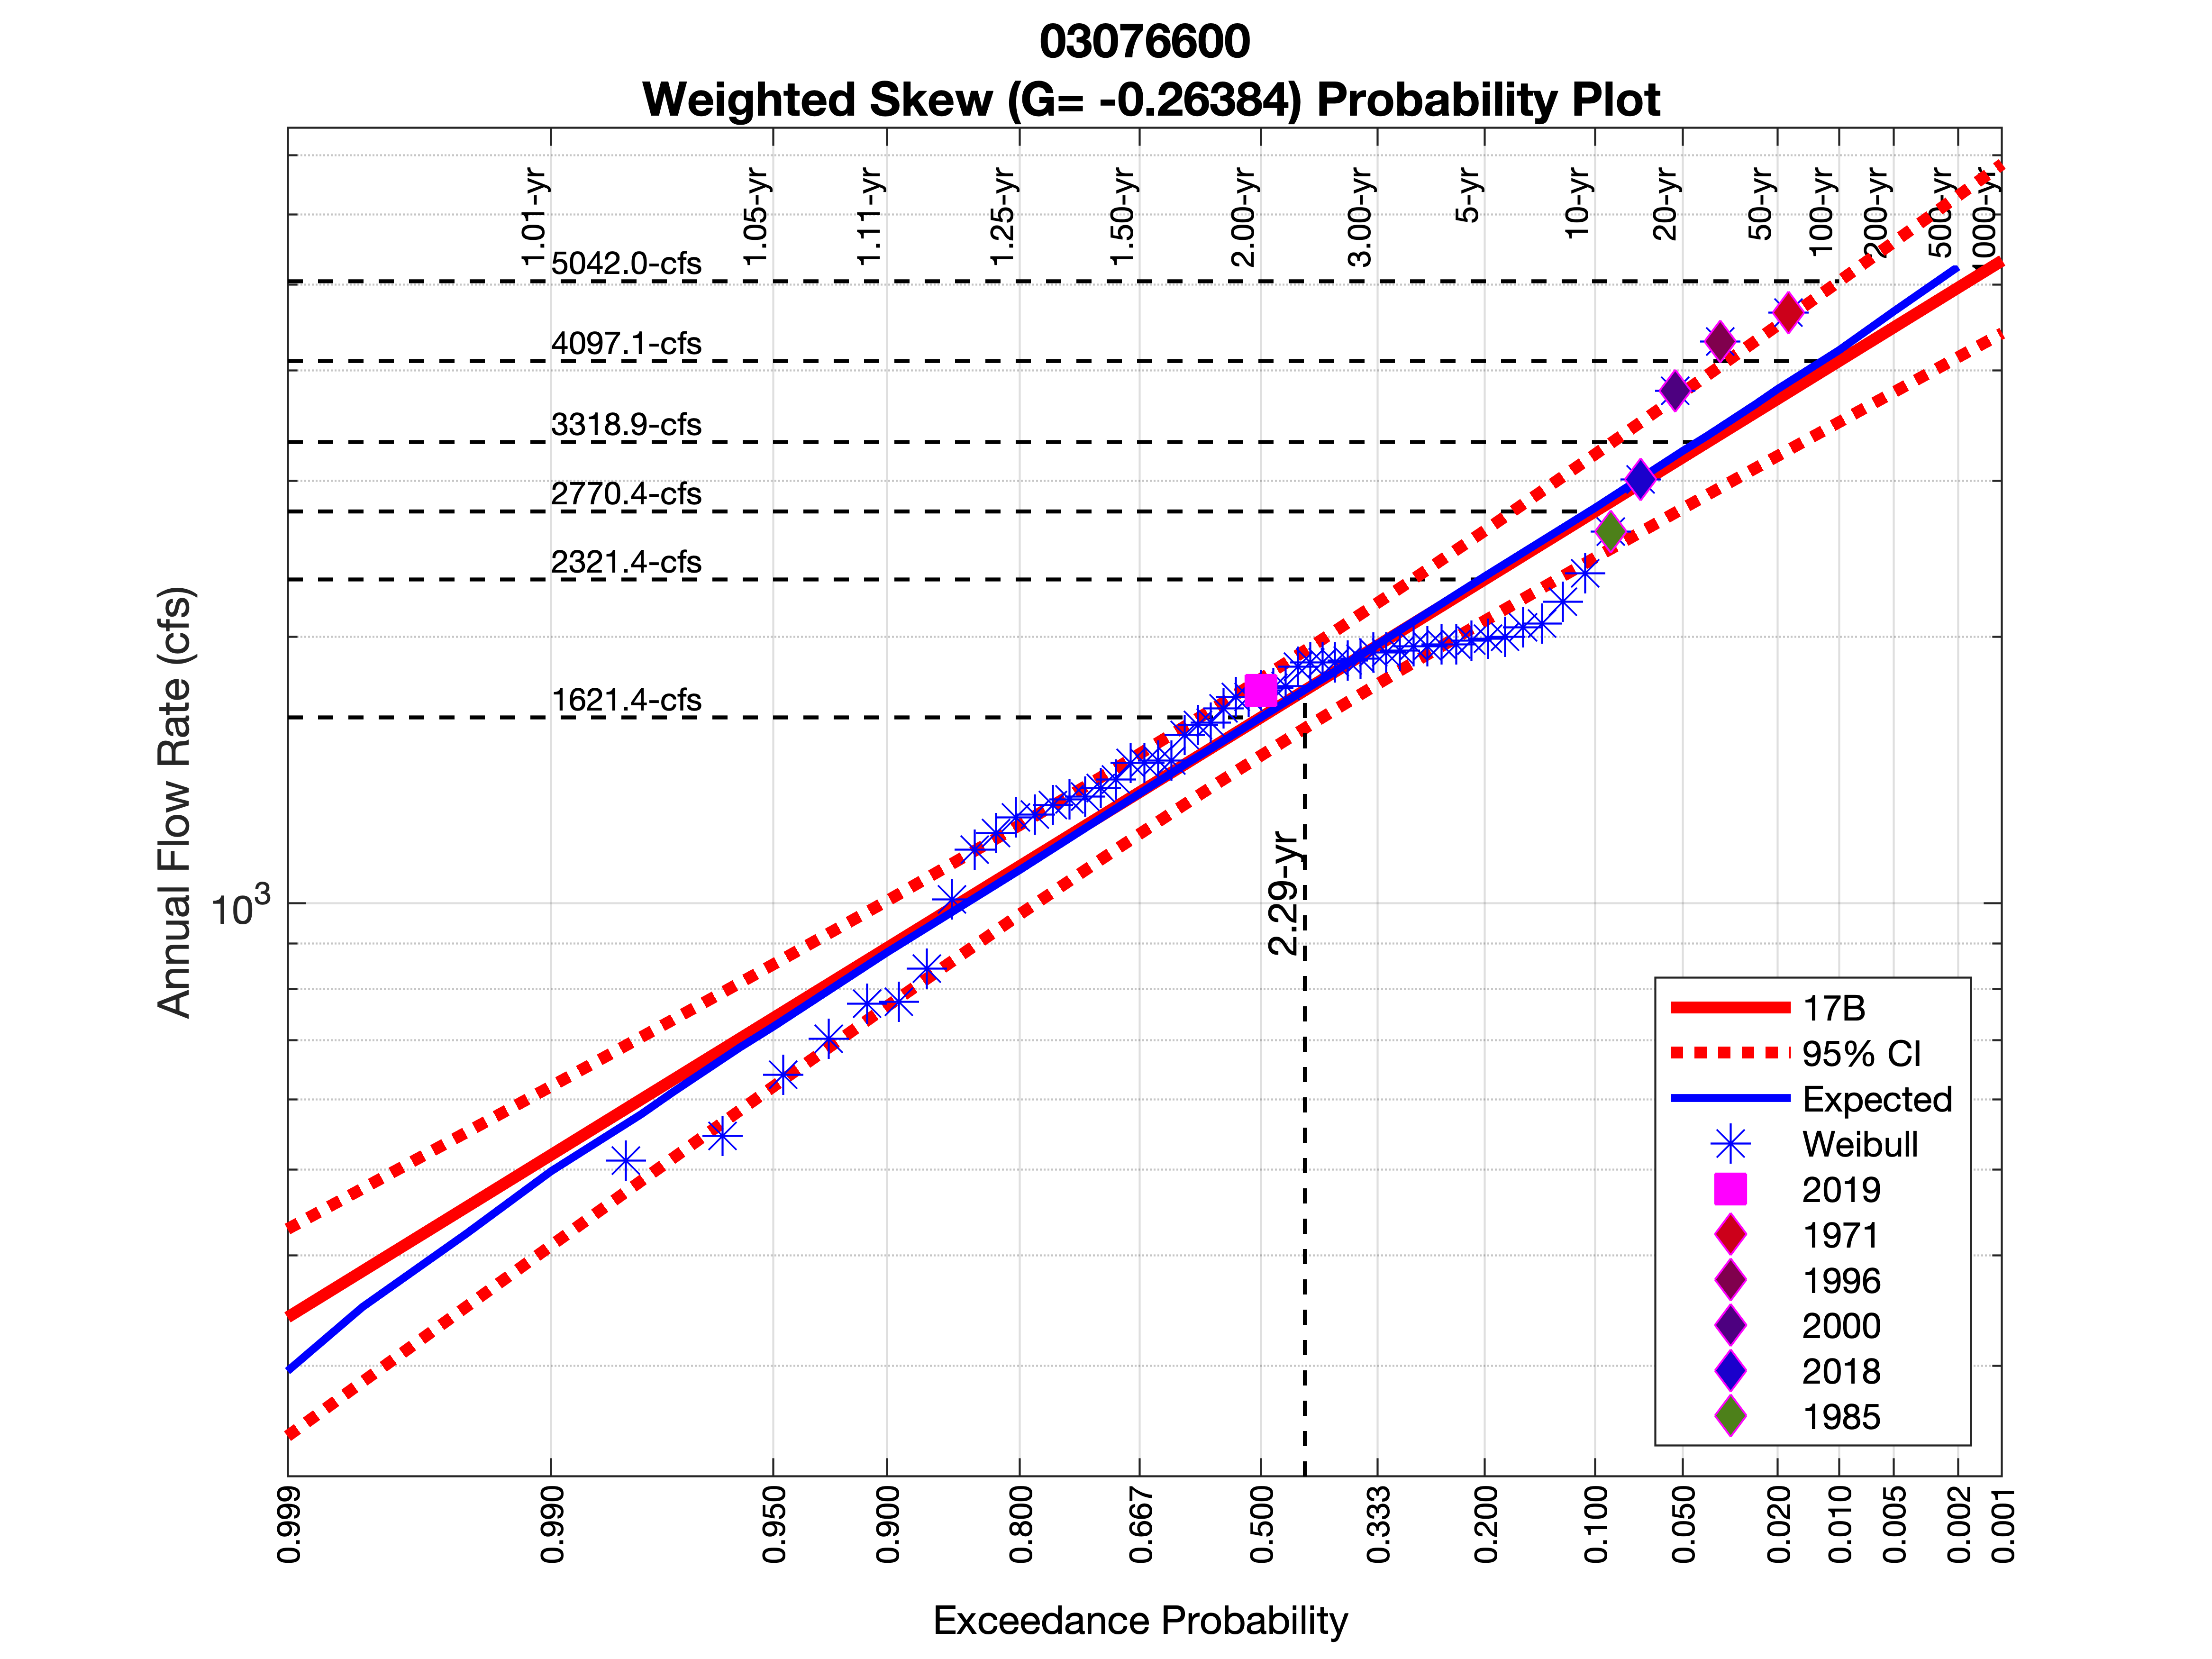 03076600
Weighted Skew (G= -0.26384) Probability Plot
1.01-yr
1.05-yr
1.11-yr
1.25-yr
1.50-yr
2.00-yr
3.00-yr
5-yr
10-yr
20-yr
50-yr
100-yr
200-yr
500-yr
1000-yr
5042.0-cfs
4097.1-cfs
3318.9-cfs
2770.4-cfs
2321.4-cfs
1621.4-cfs
2.29-yr
Annual Flow Rate (cfs)
10³
17B
95% CI
Expected
Weibull
2019
1971
1996
2000
2018
1985
0.999
0.990
0.950
0.900
0.800
0.667
0.500
0.333
0.200
0.100
0.050
0.020
0.010
0.005
0.002
0.001
Exceedance Probability